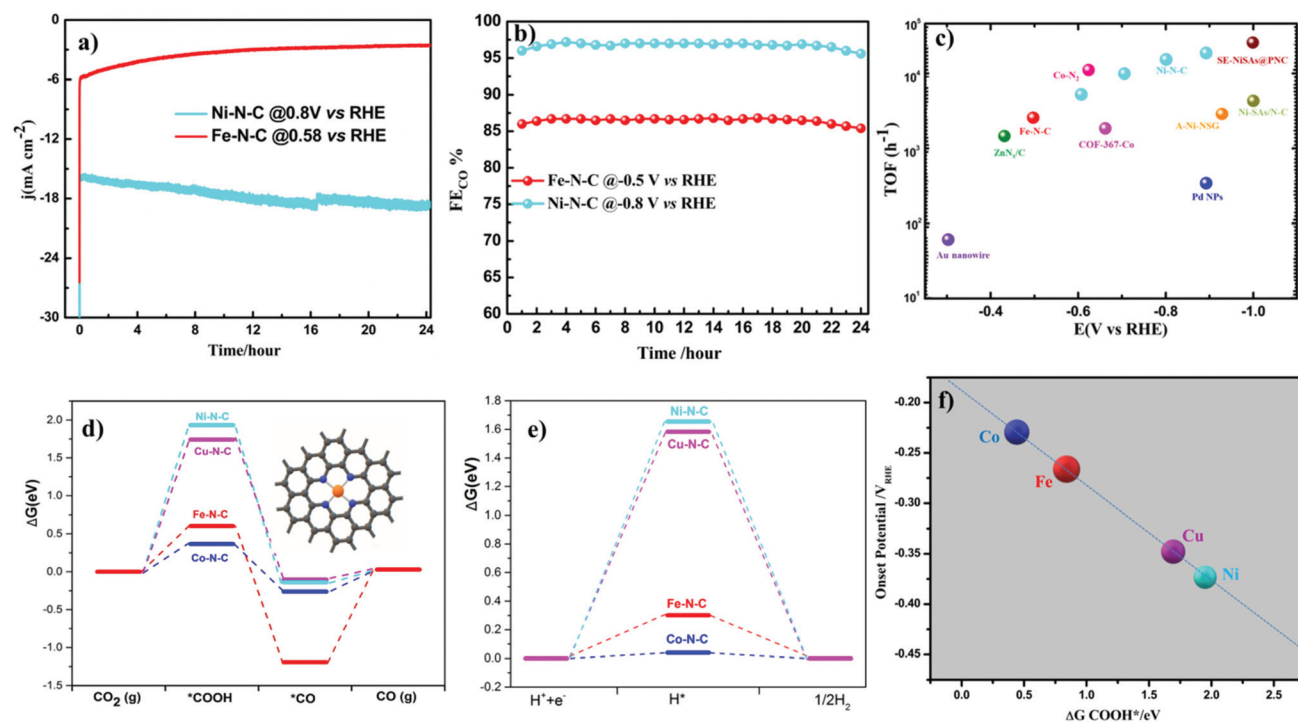 a)
j(mA cm⁻²)
0
-6
-12
-18
-24
-30
Ni-N-C @0.8V vs RHE
Fe-N-C @0.58 vs RHE
0 4 8 12 16 20 24
Time/hour
b)
FE_CO %
100
95
90
85
80
75
70
65
60
Fe-N-C @-0.5 V vs RHE
Ni-N-C @-0.8 V vs RHE
0 2 4 6 8 10 12 14 16 18 20 22 24
Time /hour
c)
TOF (h⁻¹)
10⁵
10⁴
10³
10²
10¹
SE-NiSAs@PNC
Co-N₂
Ni-N-C
Ni-SAs/N-C
A-Ni-NSG
Fe-N-C
COF-367-Co
ZnNₓ/C
Pd NPs
Au nanowire
-0.4 -0.6 -0.8 -1.0
E(V vs RHE)
d)
ΔG(eV)
2.0
1.5
1.0
0.5
0.0
-0.5
-1.0
-1.5
Ni-N-C
Cu-N-C
Fe-N-C
Co-N-C
CO₂ (g) *COOH *CO CO (g)
e)
ΔG(eV)
1.8
1.6
1.4
1.2
1.0
0.8
0.6
0.4
0.2
0.0
-0.2
Ni-N-C
Cu-N-C
Fe-N-C
Co-N-C
H⁺+e⁻ H* 1/2H₂
f)
Onset Potential /V_RHE
-0.20
-0.25
-0.30
-0.35
-0.40
-0.45
Co
Fe
Cu
Ni
0.0 0.5 1.0 1.5 2.0 2.5
ΔG COOH*/eV